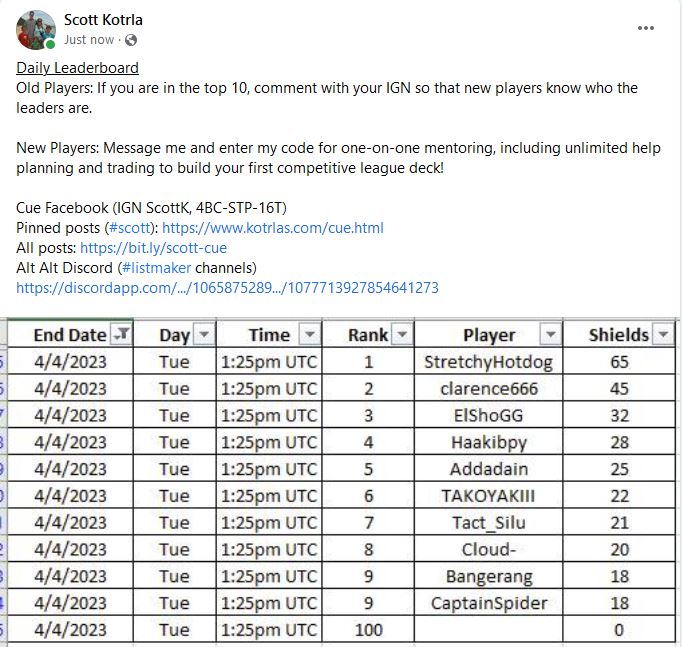 Scott Kotrla
Just now ·
Daily Leaderboard
Old Players: If you are in the top 10, comment with your IGN so that new players know who the
leaders are.
New Players: Message me and enter my code for one-on-one mentoring, including unlimited help
planning and trading to build your first competitive league deck!
Cue Facebook (IGN ScottK, 4BC-STP-16T)
Pinned posts (#scott): https://www.kotrlas.com/cue.html
All posts: https://bit.ly/scott-cue
Alt Alt Discord (#listmaker channels)
https://discordapp.com/.../1065875289.../1077713927854641273
End Date Day Time Rank Player Shields
4/4/2023 Tue 1:25pm UTC 1 StretchyHotdog 65
4/4/2023 Tue 1:25pm UTC 2 clarence666 45
4/4/2023 Tue 1:25pm UTC 3 ElShoGG 32
4/4/2023 Tue 1:25pm UTC 4 Haakibpy 28
4/4/2023 Tue 1:25pm UTC 5 Addadain 25
4/4/2023 Tue 1:25pm UTC 6 TAKOYAKIII 22
4/4/2023 Tue 1:25pm UTC 7 Tact_Silu 21
4/4/2023 Tue 1:25pm UTC 8 Cloud- 20
4/4/2023 Tue 1:25pm UTC 9 Bangerang 18
4/4/2023 Tue 1:25pm UTC 9 CaptainSpider 18
4/4/2023 Tue 1:25pm UTC 100 0